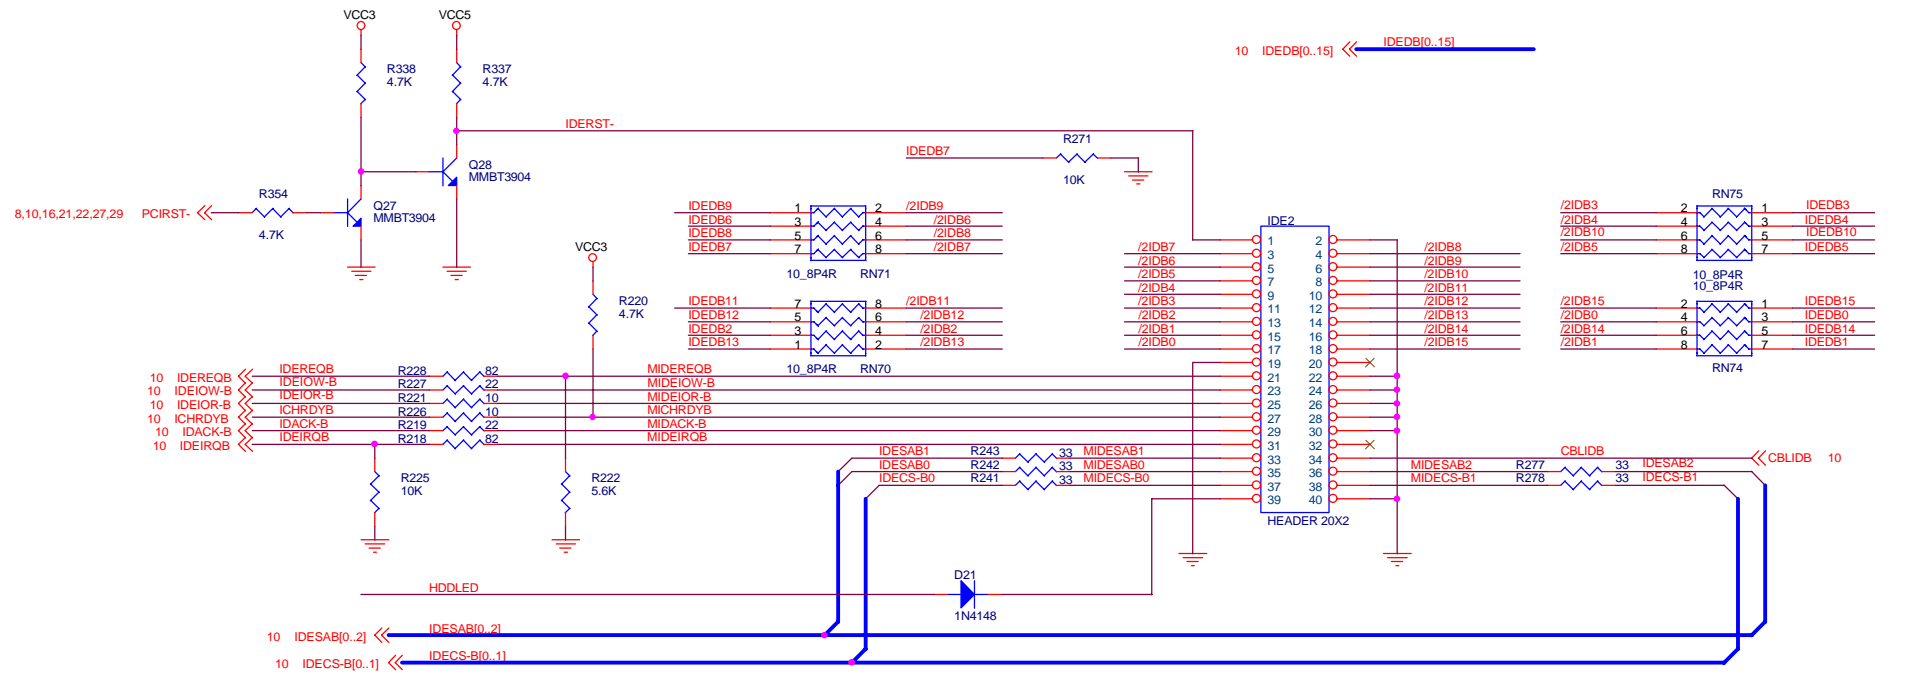 VCC3 VCC5
10 IDEDB[0..15] IDEDB[0..15]
R338
4.7K
R337
4.7K
IDERST-
R271
10K
IDEDB7
Q28
MMBT3904
R354
4.7K
8,10,16,21,22,27,29 PCIRST-
Q27
MMBT3904
IDEDB9 1 2 /2IDB9
IDEDB6 3 4 /2IDB6
IDEDB8 5 6 /2IDB8
IDEDB7 7 8 /2IDB7
10_8P4R RN71
RN75
/2IDB3 2 1 IDEDB3
/2IDB4 4 3 IDEDB4
/2IDB10 6 5 IDEDB10
/2IDB5 8 7 IDEDB5
10_8P4R
10_8P4R
VCC3
R220
4.7K
IDEDB11 7 8 /2IDB11
IDEDB12 5 6 /2IDB12
IDEDB2 3 4 /2IDB2
IDEDB13 1 2 /2IDB13
10_8P4R RN70
/2IDB15 2 1 IDEDB15
/2IDB0 4 3 IDEDB0
/2IDB14 6 5 IDEDB14
/2IDB1 8 7 IDEDB1
RN74
IDE2
1 2
/2IDB7 3 4 /2IDB8
/2IDB6 5 6 /2IDB9
/2IDB5 7 8 /2IDB10
/2IDB4 9 10 /2IDB11
/2IDB3 11 12 /2IDB12
/2IDB2 13 14 /2IDB13
/2IDB1 15 16 /2IDB14
/2IDB0 17 18 /2IDB15
19 20
10 IDEREQB IDEREQB R228 82 MIDEREQB 21 22
10 IDEIOW-B IDEIOW-B R227 22 MIDEIOW-B 23 24
10 IDEIOR-B IDEIOR-B R221 10 MIDEIOR-B 25 26
10 ICHRDYB ICHRDYB R226 10 MICHRDYB 27 28
10 IDACK-B IDACK-B R219 22 MIDACK-B 29 30
10 IDEIRQB IDEIRQB R218 82 MIDEIRQB 31 32
IDESAB1 R243 33 MIDESAB1 33 34 CBLIDB CBLIDB 10
IDESAB0 R242 33 MIDESAB0 35 36 MIDESAB2 R277 33 IDESAB2
IDECS-B0 R241 33 MIDECS-B0 37 38 MIDECS-B1 R278 33 IDECS-B1
39 40
HEADER 20X2
R225
10K
R222
5.6K
HDDLED
D21
1N4148
10 IDESAB[0..2] IDESAB[0..2]
10 IDECS-B[0..1] IDECS-B[0..1]